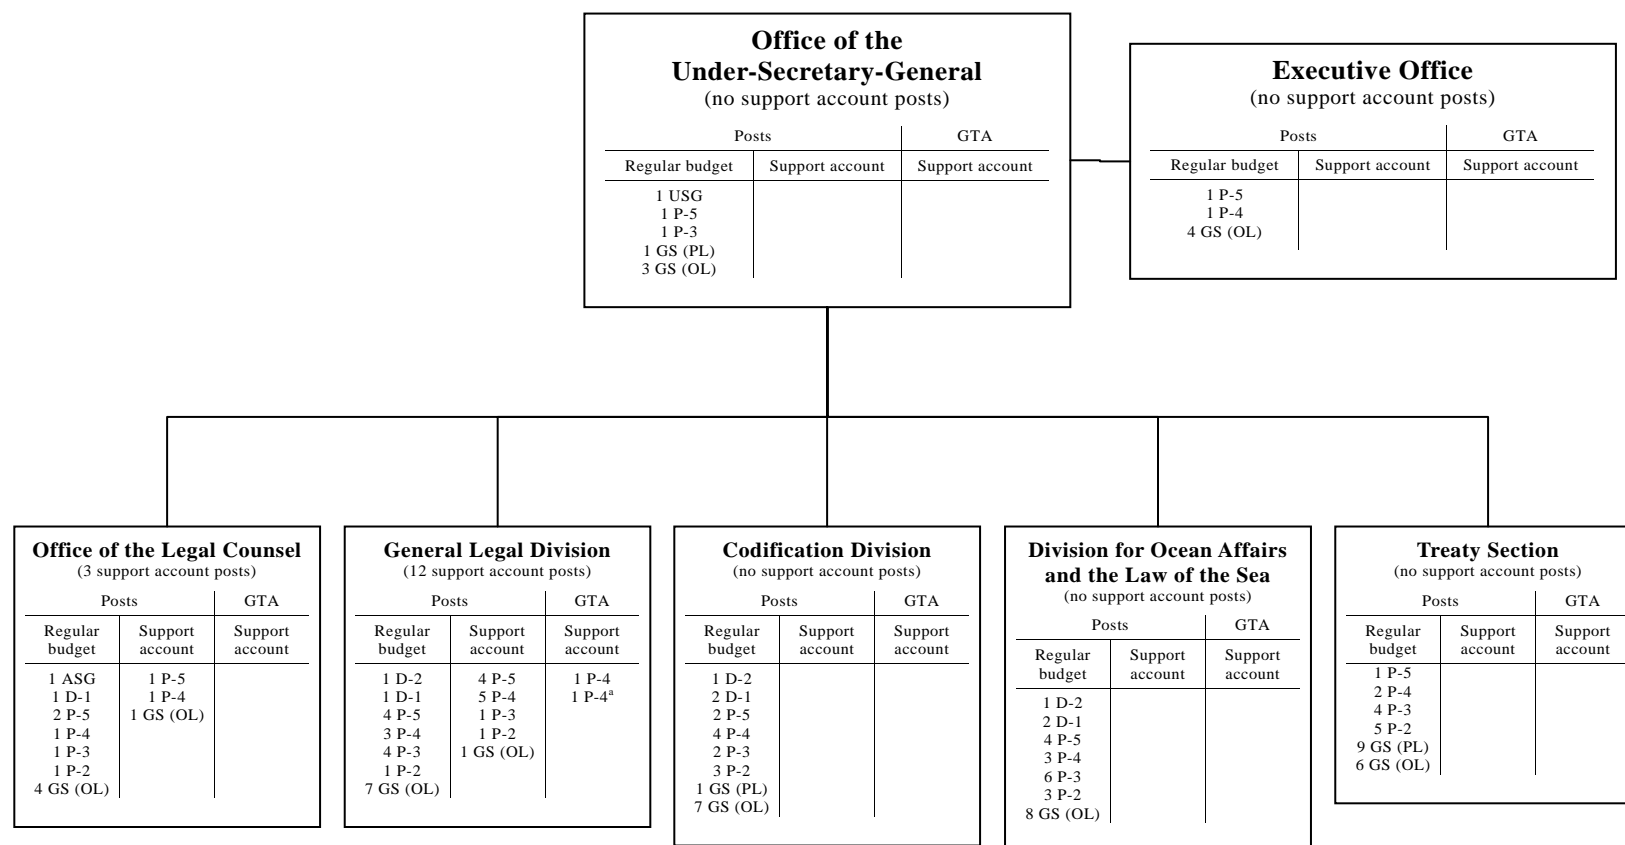 Office of the
Under-Secretary-General
(no support account posts)
Posts GTA
Regular budget Support account Support account
1 USG
1 P-5
1 P-3
1 GS (PL)
3 GS (OL)
Executive Office
(no support account posts)
Posts GTA
Regular budget Support account Support account
1 P-5
1 P-4
4 GS (OL)
Office of the Legal Counsel
(3 support account posts)
Posts GTA
Regular Support Support
budget account account
1 ASG 1 P-5
1 D-1 1 P-4
2 P-5 1 GS (OL)
1 P-4
1 P-3
1 P-2
4 GS (OL)
General Legal Division
(12 support account posts)
Posts GTA
Regular Support Support
budget account account
1 D-2 4 P-5 1 P-4
1 D-1 5 P-4 1 P-4ᵃ
4 P-5 1 P-3
3 P-4 1 P-2
4 P-3 1 GS (OL)
1 P-2
7 GS (OL)
Codification Division
(no support account posts)
Posts GTA
Regular Support Support
budget account account
1 D-2
2 D-1
2 P-5
4 P-4
2 P-3
3 P-2
1 GS (PL)
7 GS (OL)
Division for Ocean Affairs
and the Law of the Sea
(no support account posts)
Posts GTA
Regular Support Support
budget account account
1 D-2
2 D-1
4 P-5
3 P-4
6 P-3
3 P-2
8 GS (OL)
Treaty Section
(no support account posts)
Posts GTA
Regular Support Support
budget account account
1 P-5
2 P-4
4 P-3
5 P-2
9 GS (PL)
6 GS (OL)